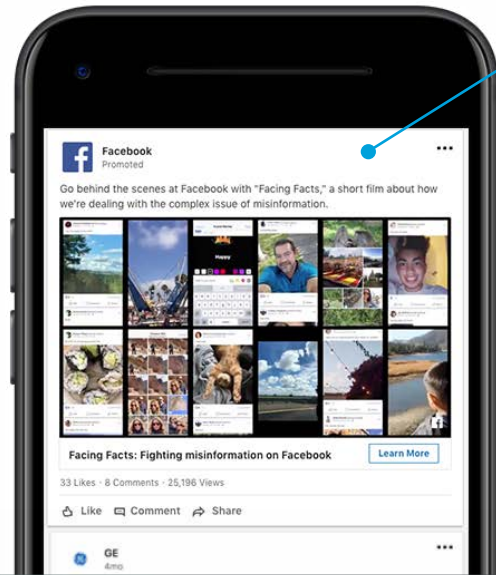 Facebook
Promoted
Go behind the scenes at Facebook with "Facing Facts," a short film about how
we're dealing with the complex issue of misinformation.
Happy
Facing Facts: Fighting misinformation on Facebook
Learn More
33 Likes · 8 Comments · 25,196 Views
Like Comment Share
GE
4mo